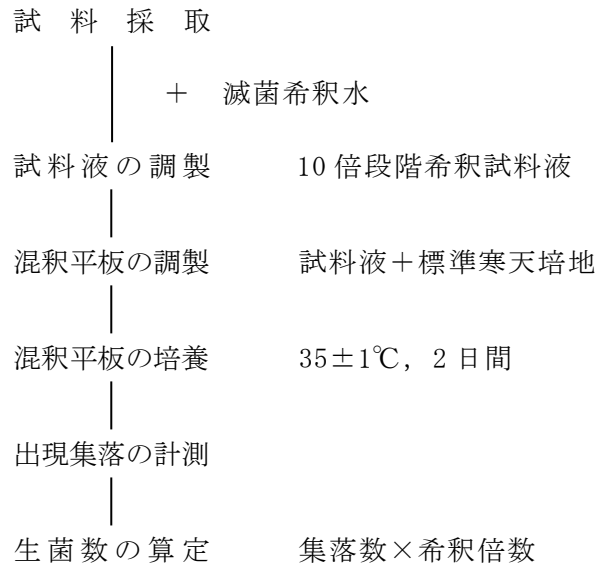 試料採取
＋ 滅菌希釈水
試料液の調製 10倍段階希釈試料液
混釈平板の調製 試料液＋標準寒天培地
混釈平板の培養 35±1℃，2日間
出現集落の計測
生菌数の算定 集落数×希釈倍数